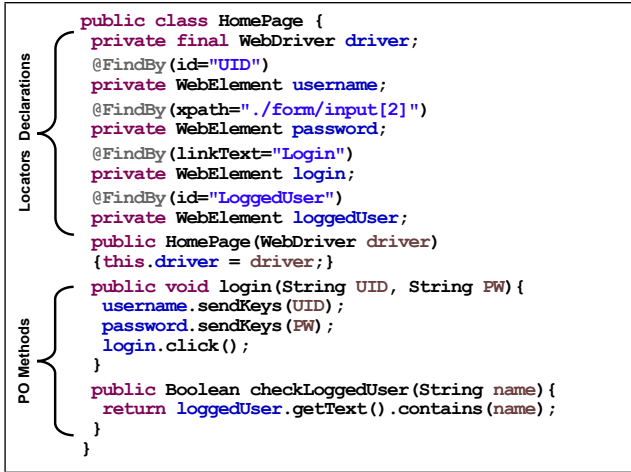 public class HomePage {
private final WebDriver driver;
@FindBy(id="UID")
private WebElement username;
@FindBy(xpath="./form/input[2]")
private WebElement password;
@FindBy(linkText="Login")
private WebElement login;
@FindBy(id="LoggedUser")
private WebElement loggedUser;
public HomePage(WebDriver driver)
{this.driver = driver;}
public void login(String UID, String PW){
username.sendKeys(UID);
password.sendKeys(PW);
login.click();
}
public Boolean checkLoggedUser(String name){
return loggedUser.getText().contains(name);
}
}
Locators Declarations
PO Methods